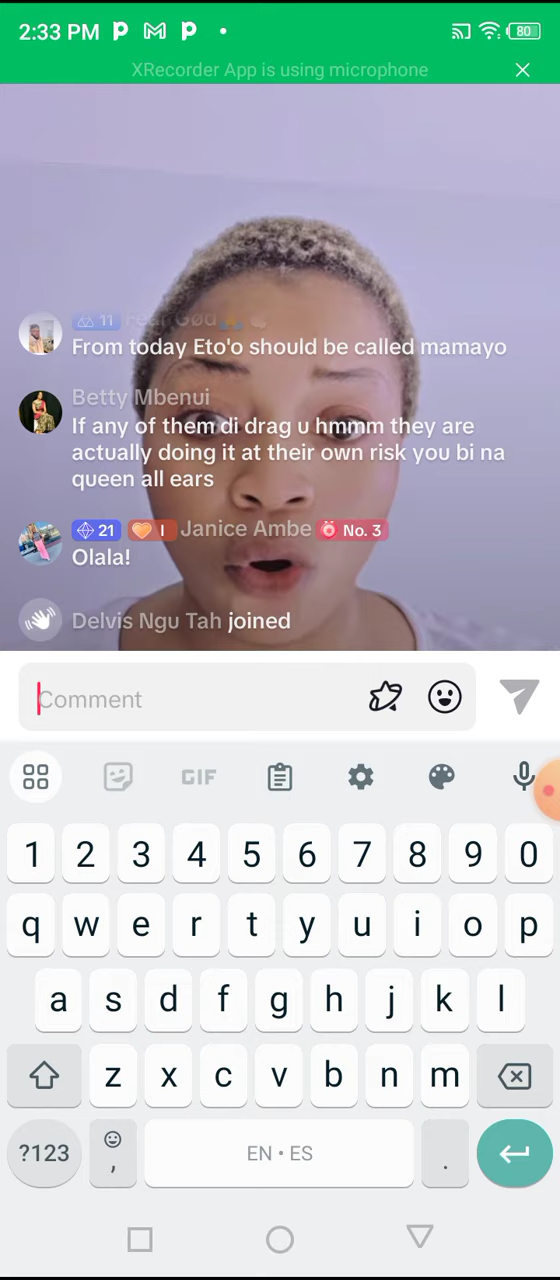 2:33 PM
80
XRecorder App is using microphone
11 Fear Gød
From today Eto'o should be called mamayo
Betty Mbenui
If any of them di drag u hmmm they are
actually doing it at their own risk you bi na
queen all ears
21 I Janice Ambe No. 3
Olala!
Delvis Ngu Tah joined
Comment
GIF
1 2 3 4 5 6 7 8 9 0
q w e r t y u i o p
a s d f g h j k l
z x c v b n m
?123 , EN • ES .